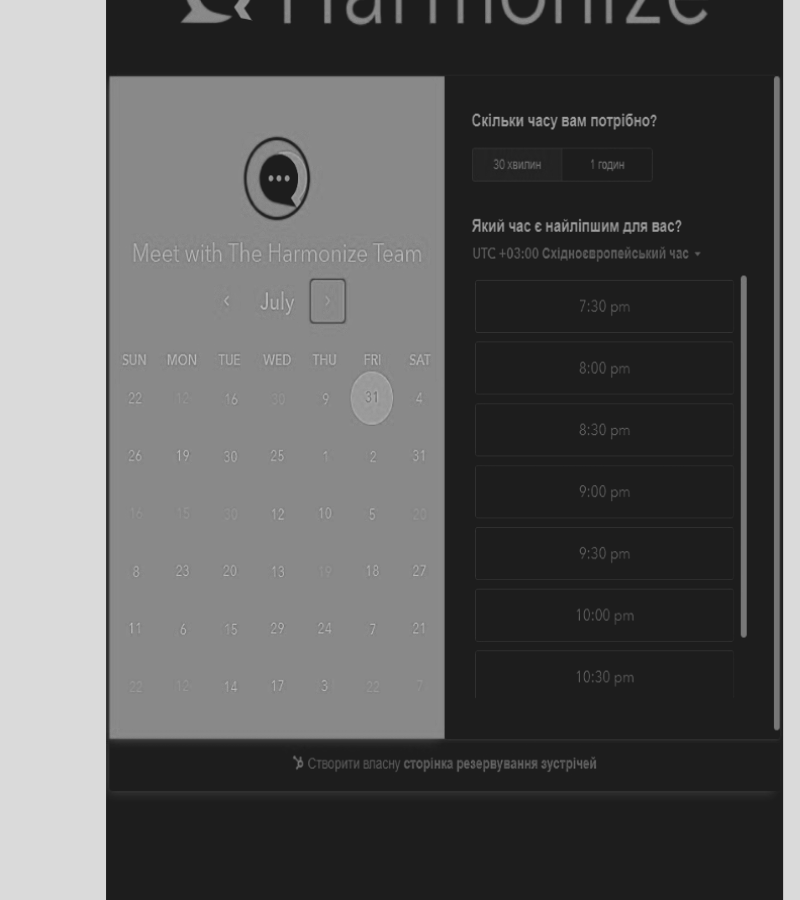 Harmonize
Meet with The Harmonize Team
July
SUN MON TUE WED THU FRI SAT
22 12 16 30 9 31 4
26 19 30 25 1 2 31
16 15 30 12 10 5 20
8 23 20 13 19 18 27
11 6 15 29 24 7 21
22 12 14 17 3 22 7
Скільки часу вам потрібно?
30 хвилин 1 годин
Який час є найліпшим для вас?
UTC +03:00 Східноєвропейський час
7:30 pm
8:00 pm
8:30 pm
9:00 pm
9:30 pm
10:00 pm
10:30 pm
Створити власну сторінка резервування зустрічей